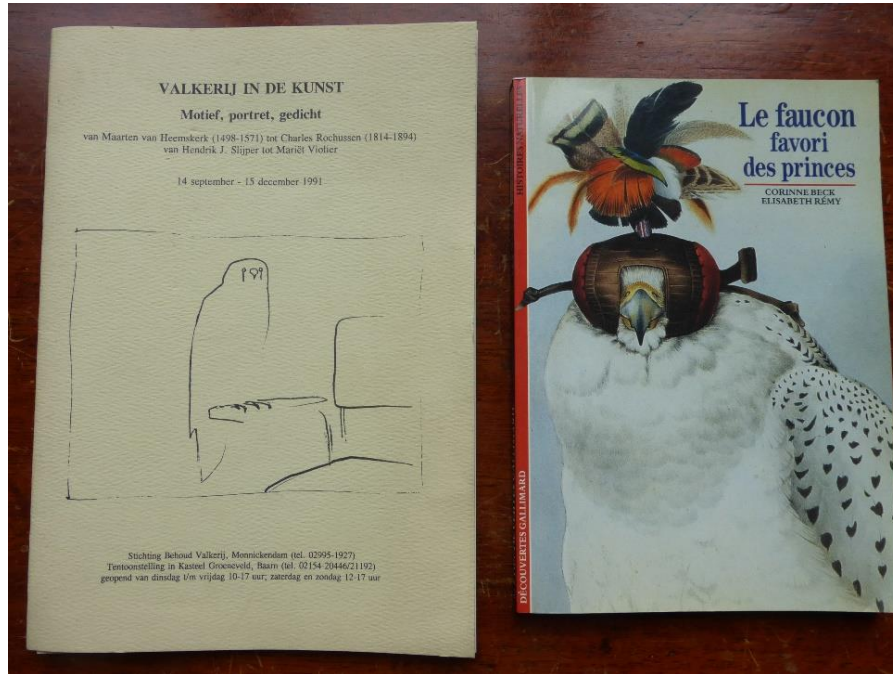 VALKERIJ IN DE KUNST
Motief, portret, gedicht
van Maarten van Heemskerk (1498-1571) tot Charles Rochussen (1814-1894)
van Hendrik J. Slijper tot Mariët Violier
14 september - 15 december 1991
Stichting Behoud Valkerij, Monnickendam (tel. 02995-1927)
Tentoonstelling in Kasteel Groeneveld, Baarn (tel. 02154-20446/21192)
geopend van dinsdag t/m vrijdag 10-17 uur; zaterdag en zondag 12-17 uur
HISTOIRES NATURELLES
DÉCOUVERTES GALLIMARD
Le faucon
favori
des princes
CORINNE BECK
ELISABETH RÉMY